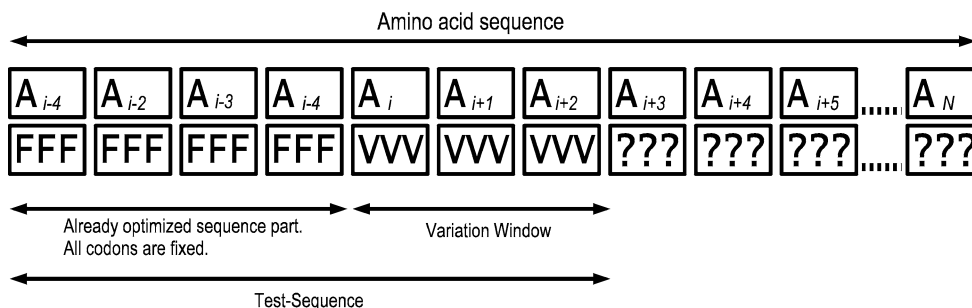 Amino acid sequence
A i-4 A i-2 A i-3 A i-4 A i A i+1 A i+2 A i+3 A i+4 A i+5 A N
FFF FFF FFF FFF VVV VVV VVV ??? ??? ??? ???
Already optimized sequence part.
All codons are fixed.
Variation Window
Test-Sequence